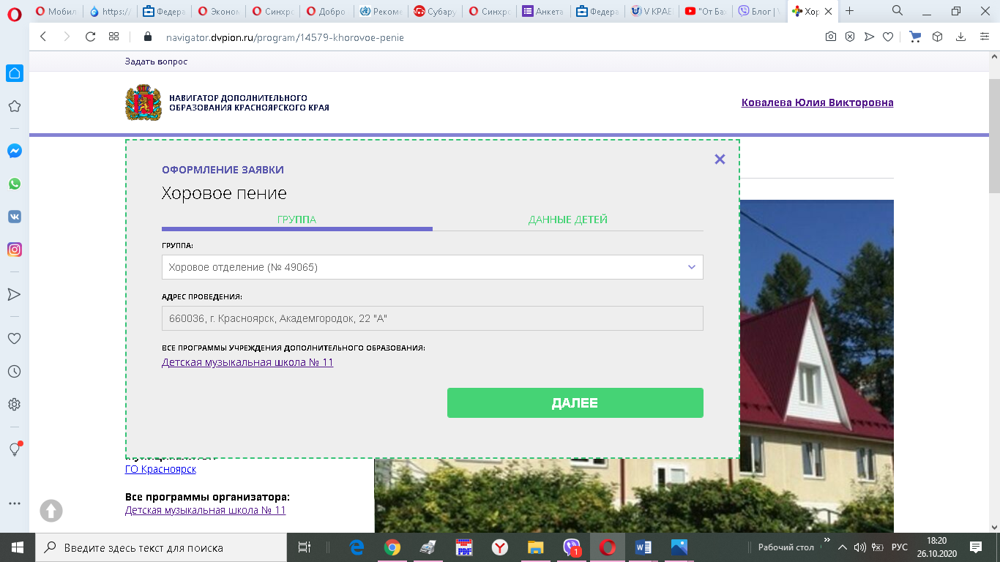 Мобил
https:/
Федера
Эконом
Синхро
Добро
Рекоме
Субару
Синхро
Анкета
Федера
V КРАЕ
"От Ба
Блог | V
Хор
navigator.dvpion.ru/program/14579-khorovoe-penie
Задать вопрос
НАВИГАТОР ДОПОЛНИТЕЛЬНОГО
ОБРАЗОВАНИЯ КРАСНОЯРСКОГО КРАЯ
Ковалева Юлия Викторовна
ОФОРМЛЕНИЕ ЗАЯВКИ
Хоровое пение
ГРУППА
ДАННЫЕ ДЕТЕЙ
ГРУППА:
Хоровое отделение (№ 49065)
АДРЕС ПРОВЕДЕНИЯ:
660036, г. Красноярск, Академгородок, 22 "А"
ВСЕ ПРОГРАММЫ УЧРЕЖДЕНИЯ ДОПОЛНИТЕЛЬНОГО ОБРАЗОВАНИЯ:
Детская музыкальная школа № 11
ДАЛЕЕ
ГО Красноярск
Все программы организатора:
Детская музыкальная школа № 11
Введите здесь текст для поиска
PDF
1
Рабочий стол
РУС
18:20
26.10.2020